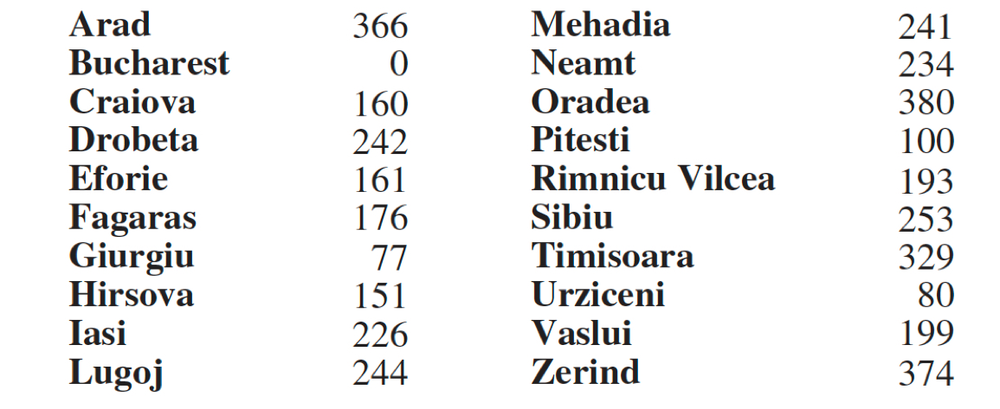 Arad 366 Mehadia 241
Bucharest 0 Neamt 234
Craiova 160 Oradea 380
Drobeta 242 Pitesti 100
Eforie 161 Rimnicu Vilcea 193
Fagaras 176 Sibiu 253
Giurgiu 77 Timisoara 329
Hirsova 151 Urziceni 80
Iasi 226 Vaslui 199
Lugoj 244 Zerind 374